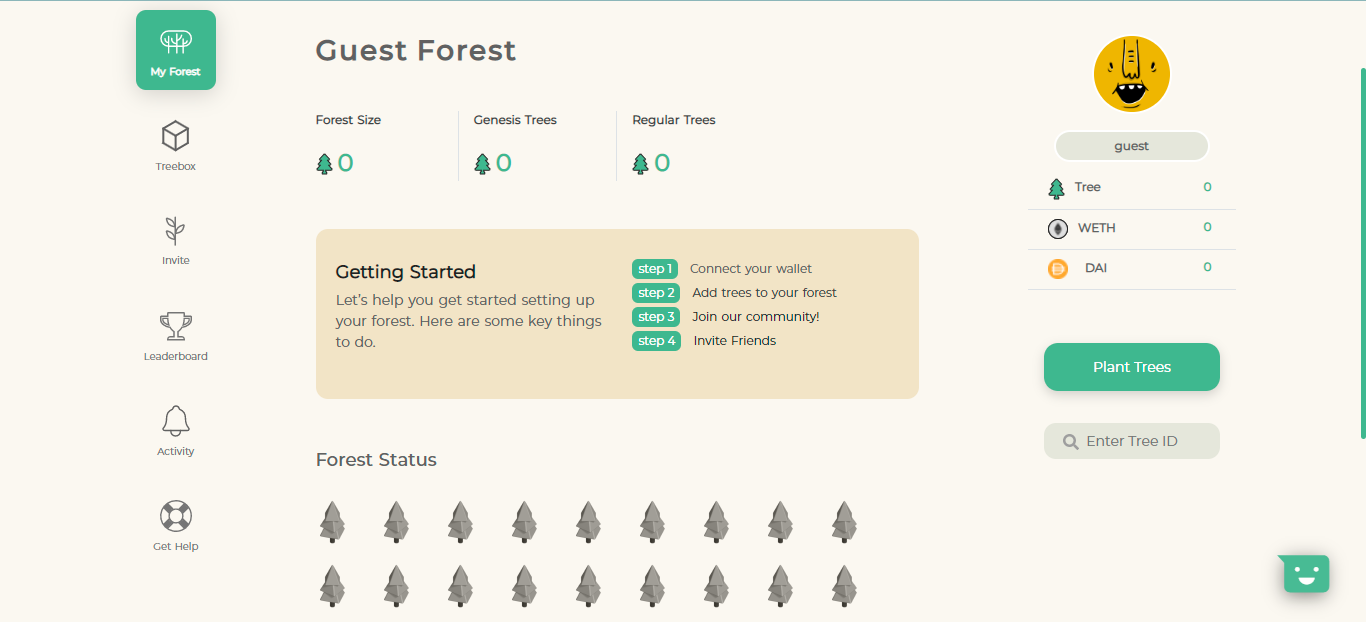 My Forest
Treebox
Invite
Leaderboard
Activity
Get Help
Guest Forest
Forest Size
0
Genesis Trees
0
Regular Trees
0
Getting Started
Let's help you get started setting up
your forest. Here are some key things
to do.
step 1 Connect your wallet
step 2 Add trees to your forest
step 3 Join our community!
step 4 Invite Friends
Forest Status
guest
Tree 0
WETH 0
DAI 0
Plant Trees
Enter Tree ID